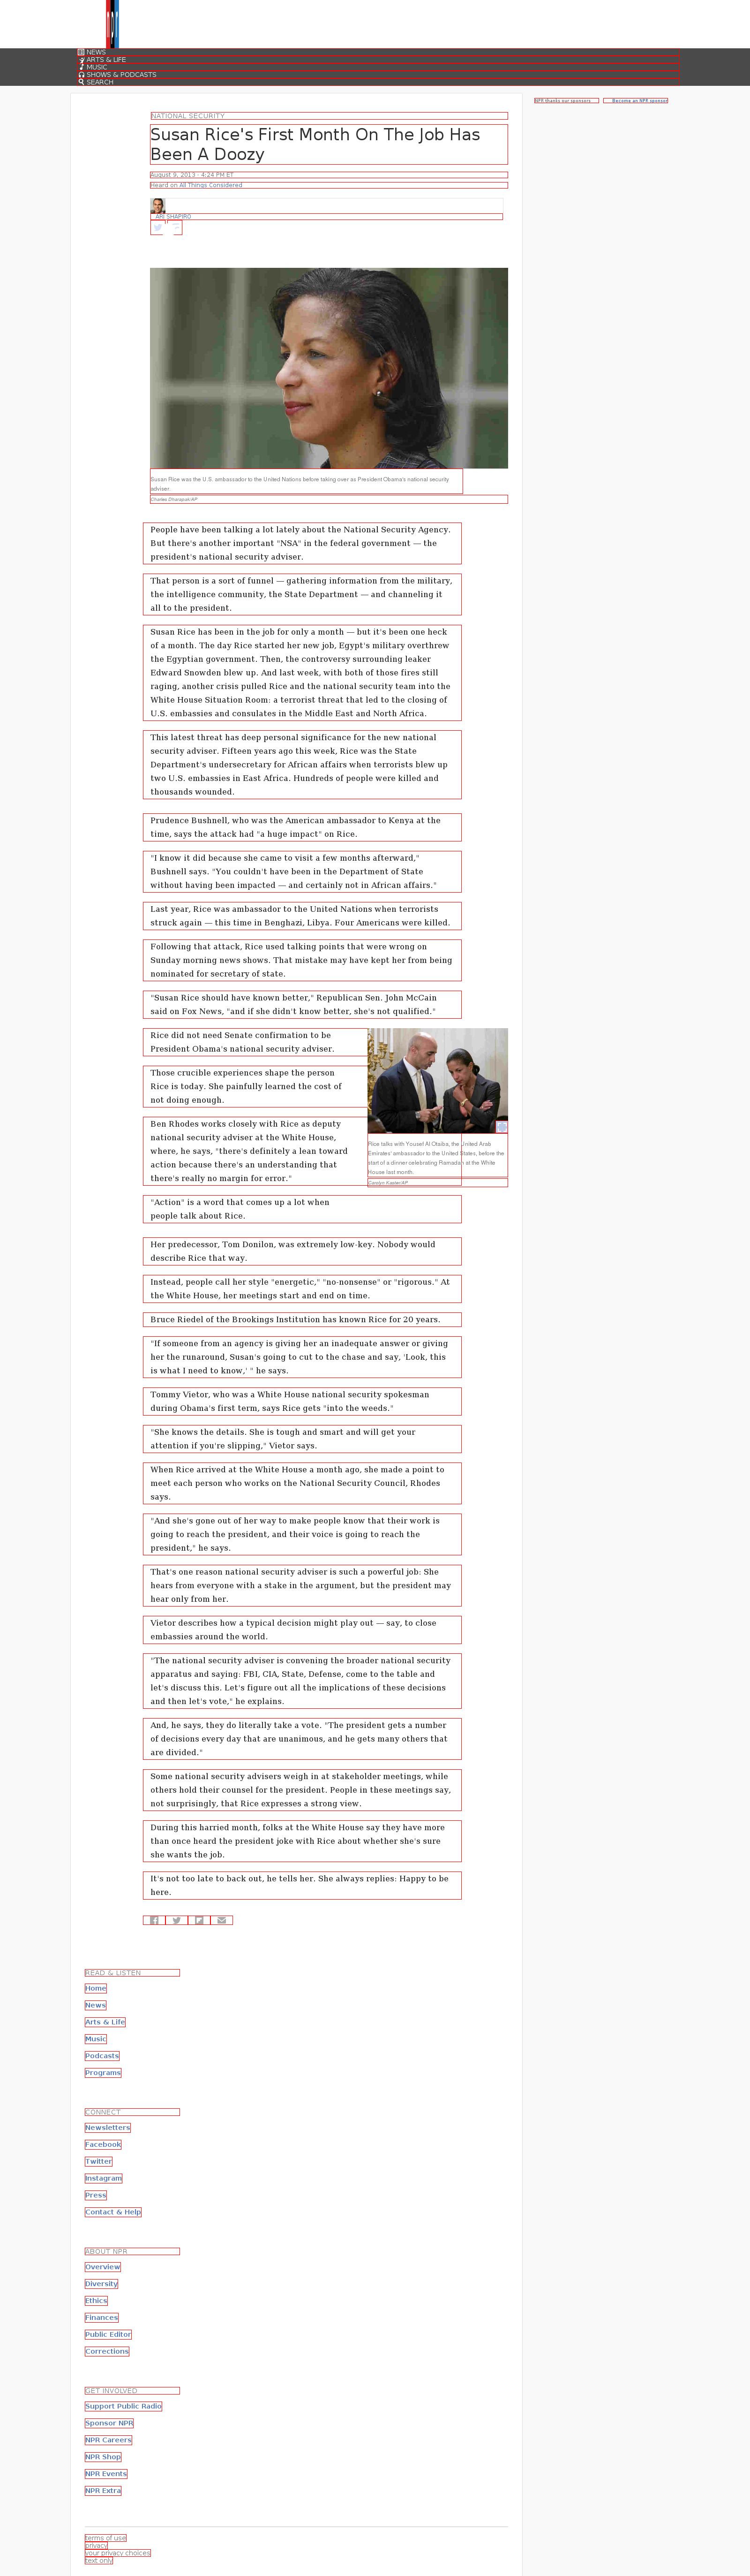 NEWS
ARTS & LIFE
MUSIC
SHOWS & PODCASTS
SEARCH
NPR thanks our sponsors
Become an NPR sponsor
NATIONAL SECURITY
Susan Rice's First Month On The Job Has
Been A Doozy
August 9, 2013 · 4:24 PM ET
Heard on All Things Considered
ARI SHAPIRO
Susan Rice was the U.S. ambassador to the United Nations before taking over as President Obama's national security
adviser.
Charles Dharapak/AP
People have been talking a lot lately about the National Security Agency.
But there's another important "NSA" in the federal government — the
president's national security adviser.
That person is a sort of funnel — gathering information from the military,
the intelligence community, the State Department — and channeling it
all to the president.
Susan Rice has been in the job for only a month — but it's been one heck
of a month. The day Rice started her new job, Egypt's military overthrew
the Egyptian government. Then, the controversy surrounding leaker
Edward Snowden blew up. And last week, with both of those fires still
raging, another crisis pulled Rice and the national security team into the
White House Situation Room: a terrorist threat that led to the closing of
U.S. embassies and consulates in the Middle East and North Africa.
This latest threat has deep personal significance for the new national
security adviser. Fifteen years ago this week, Rice was the State
Department's undersecretary for African affairs when terrorists blew up
two U.S. embassies in East Africa. Hundreds of people were killed and
thousands wounded.
Prudence Bushnell, who was the American ambassador to Kenya at the
time, says the attack had "a huge impact" on Rice.
"I know it did because she came to visit a few months afterward,"
Bushnell says. "You couldn't have been in the Department of State
without having been impacted — and certainly not in African affairs."
Last year, Rice was ambassador to the United Nations when terrorists
struck again — this time in Benghazi, Libya. Four Americans were killed.
Following that attack, Rice used talking points that were wrong on
Sunday morning news shows. That mistake may have kept her from being
nominated for secretary of state.
"Susan Rice should have known better," Republican Sen. John McCain
said on Fox News, "and if she didn't know better, she's not qualified."
Rice did not need Senate confirmation to be
President Obama's national security adviser.
Those crucible experiences shape the person
Rice is today. She painfully learned the cost of
not doing enough.
Ben Rhodes works closely with Rice as deputy
national security adviser at the White House,
where, he says, "there's definitely a lean toward
action because there's an understanding that
there's really no margin for error."
Rice talks with Yousef Al Otaiba, the United Arab
Emirates' ambassador to the United States, before the
start of a dinner celebrating Ramadan at the White
House last month.
Carolyn Kaster/AP
"Action" is a word that comes up a lot when
people talk about Rice.
Her predecessor, Tom Donilon, was extremely low-key. Nobody would
describe Rice that way.
Instead, people call her style "energetic," "no-nonsense" or "rigorous." At
the White House, her meetings start and end on time.
Bruce Riedel of the Brookings Institution has known Rice for 20 years.
"If someone from an agency is giving her an inadequate answer or giving
her the runaround, Susan's going to cut to the chase and say, 'Look, this
is what I need to know,' " he says.
Tommy Vietor, who was a White House national security spokesman
during Obama's first term, says Rice gets "into the weeds."
"She knows the details. She is tough and smart and will get your
attention if you're slipping," Vietor says.
When Rice arrived at the White House a month ago, she made a point to
meet each person who works on the National Security Council, Rhodes
says.
"And she's gone out of her way to make people know that their work is
going to reach the president, and their voice is going to reach the
president," he says.
That's one reason national security adviser is such a powerful job: She
hears from everyone with a stake in the argument, but the president may
hear only from her.
Vietor describes how a typical decision might play out — say, to close
embassies around the world.
"The national security adviser is convening the broader national security
apparatus and saying: FBI, CIA, State, Defense, come to the table and
let's discuss this. Let's figure out all the implications of these decisions
and then let's vote," he explains.
And, he says, they do literally take a vote. "The president gets a number
of decisions every day that are unanimous, and he gets many others that
are divided."
Some national security advisers weigh in at stakeholder meetings, while
others hold their counsel for the president. People in these meetings say,
not surprisingly, that Rice expresses a strong view.
During this harried month, folks at the White House say they have more
than once heard the president joke with Rice about whether she's sure
she wants the job.
It's not too late to back out, he tells her. She always replies: Happy to be
here.
READ & LISTEN
Home
News
Arts & Life
Music
Podcasts
Programs
CONNECT
Newsletters
Facebook
Twitter
Instagram
Press
Contact & Help
ABOUT NPR
Overview
Diversity
Ethics
Finances
Public Editor
Corrections
GET INVOLVED
Support Public Radio
Sponsor NPR
NPR Careers
NPR Shop
NPR Events
NPR Extra
terms of use
privacy
your privacy choices
text only